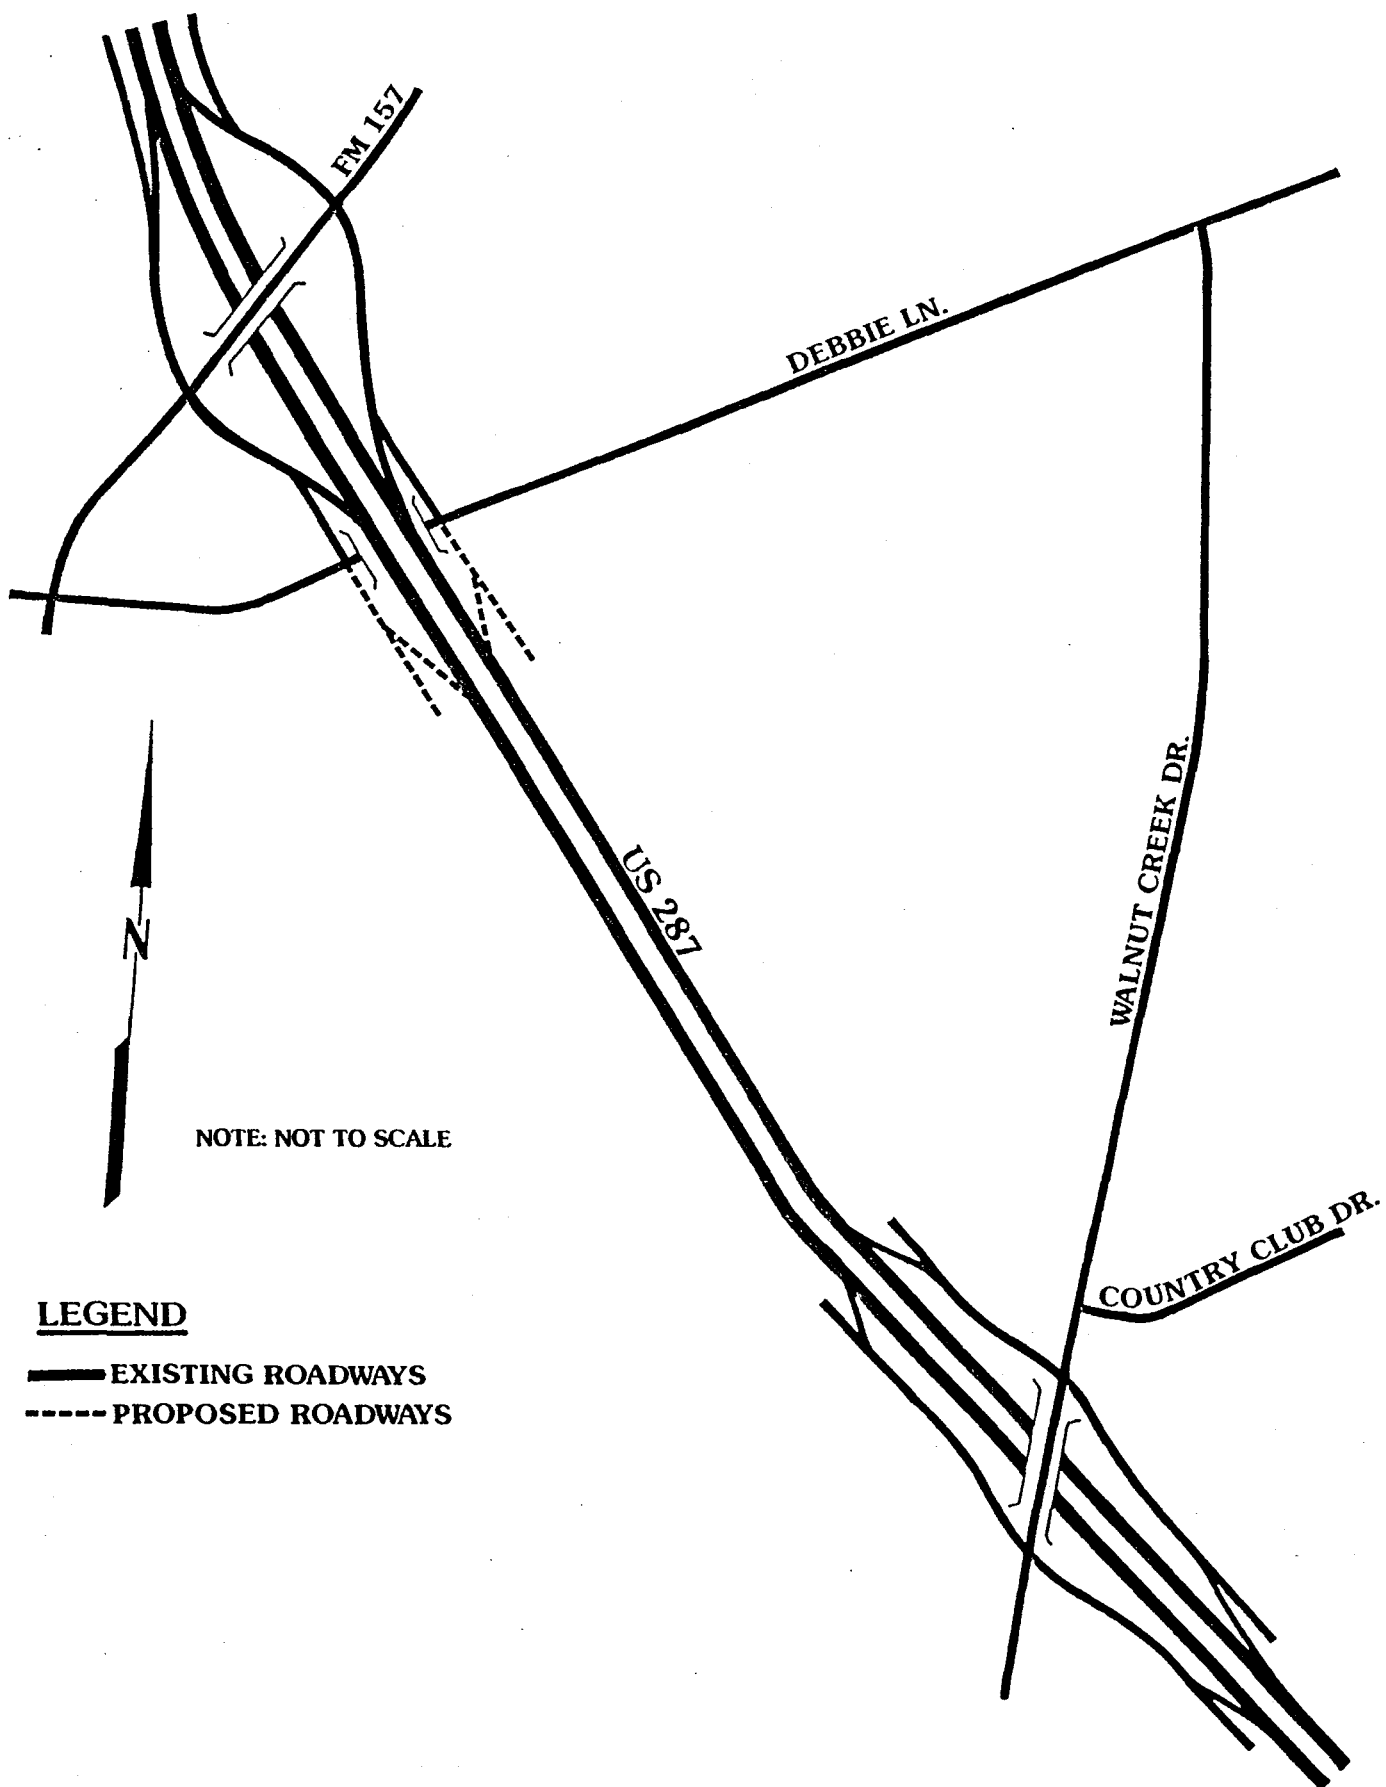 FM 157
DEBBIE LN.
US 287
WALNUT CREEK DR.
N
NOTE: NOT TO SCALE
COUNTRY CLUB DR.
LEGEND
EXISTING ROADWAYS
PROPOSED ROADWAYS